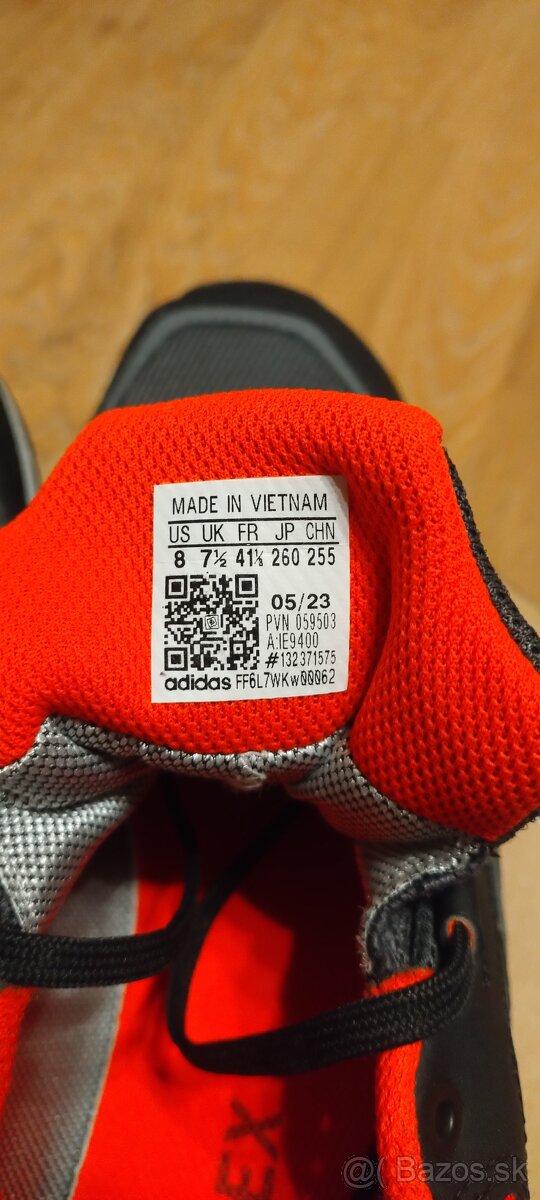 MADE IN VIETNAM
US UK FR JP CHN
8 7½ 41⅓ 260 255
05/23
PVN 059503
A:IE9400
#132371575
adidas FF6L7WKw00062
EX
@( Bazos.sk